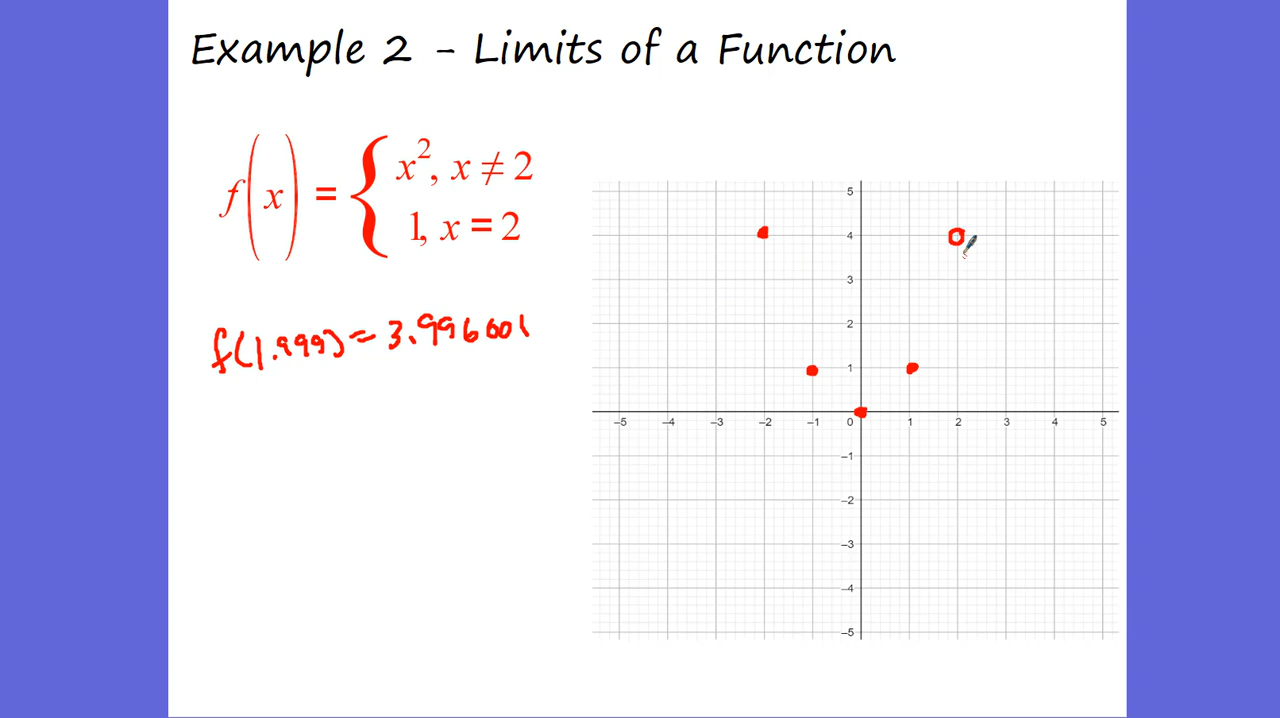 Example 2 - Limits of a Function
f(x) = { x², x ≠ 2
1, x = 2
f(1.999) = 3.996001
5
4
3
2
1
–5 –4 –3 –2 –1 0 1 2 3 4 5
–1
–2
–3
–4
–5